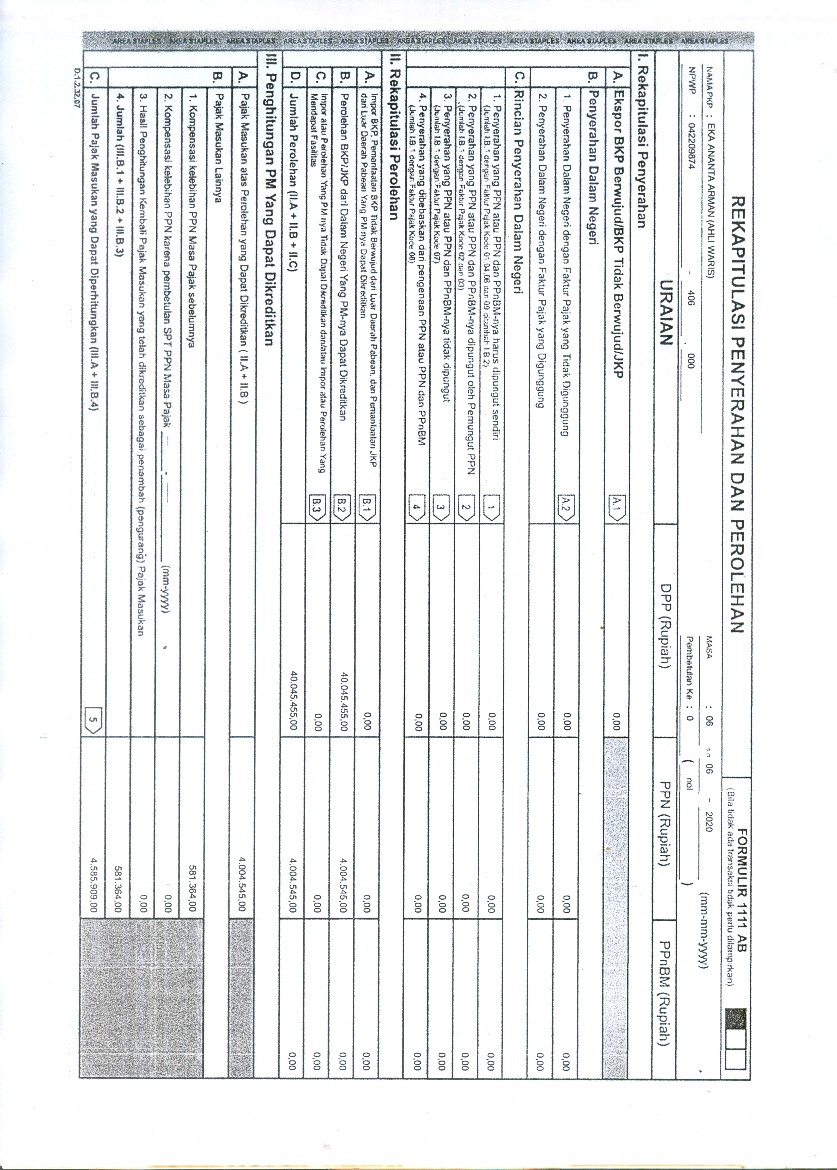 AREA STAPLES AREA STAPLES AREA STAPLES AREA STAPLES AREA STAPLES AREA STAPLES AREA STAPLES AREA STAPLES AREA STAPLES
REKAPITULASI PENYERAHAN DAN PEROLEHAN
FORMULIR 1111 AB
(Bila tidak ada transaksi tidak perlu dilampirkan)
NAMA PKP : EKA ANANTA ARMAN (AHLI WARIS)
MASA : 06 06 - 2020 (mm-mm-yyyy)
NPWP : 042209874 - 406 . 000
Pembetulan Ke : 0 ( nol )
URAIAN DPP (Rupiah) PPN (Rupiah) PPnBM (Rupiah)
I. Rekapitulasi Penyerahan
A. Ekspor BKP Berwujud/BKP Tidak Berwujud/JKP A.1 0,00
B. Penyerahan Dalam Negeri
1 Penyerahan Dalam Negeri dengan Faktur Pajak yang Tidak Digunggung A.2 0,00 0,00 0,00
2. Penyerahan Dalam Negeri dengan Faktur Pajak yang Digunggung 0,00 0,00 0,00
C. Rincian Penyerahan Dalam Negeri
1. Penyerahan yang PPN atau PPN dan PPnBM-nya harus dipungut sendiri 1 0,00 0,00 0,00
(Jumlah I.B. 1 dengan Faktur Pajak Kode 01, 04, 06 dan 09 ditambah I.B.2)
2. Penyerahan yang PPN atau PPN dan PPnBM-nya dipungut oleh Pemungut PPN 2 0,00 0,00 0,00
(Jumlah I.B. 1 dengan Faktur Pajak Kode 02 dan 03)
3. Penyerahan yang PPN atau PPN dan PPnBM-nya tidak dipungut 3 0,00 0,00 0,00
(Jumlah I.B. 1 dengan Faktur Pajak Kode 07)
4. Penyerahan yang dibebaskan dari pengenaan PPN atau PPN dan PPnBM 4 0,00 0,00 0,00
(Jumlah I.B. 1 dengan Faktur Pajak Kode 08)
II. Rekapitulasi Perolehan
A. Impor BKP, Pemanfaatan BKP Tidak Berwujud dari Luar Daerah Pabean, dan Pemanfaatan JKP
dari Luar Daerah Pabean Yang PM-nya Dapat Dikreditkan B.1 0,00 0,00 0,00
B. Perolehan BKP/JKP dari Dalam Negeri Yang PM-nya Dapat Dikreditkan B.2 40.045.455,00 4.004.545,00 0,00
C. Impor atau Perolehan Yang PM nya Tidak Dapat Dikreditkan dan/atau Impor atau Perolehan Yang
Mendapat Fasilitas B.3 0,00 0,00 0,00
D. Jumlah Perolehan (II.A + II.B + II.C) 40.045.455,00 4.004.545,00 0,00
III. Penghitungan PM Yang Dapat Dikreditkan
A. Pajak Masukan atas Perolehan yang Dapat Dikreditkan ( II.A + II.B ) 4.004.545,00
B. Pajak Masukan Lainnya
1. Kompensasi kelebihan PPN Masa Pajak sebelumnya 581.364,00
2. Kompensasi kelebihan PPN karena pembetulan SPT PPN Masa Pajak - (mm-yyyy) 0,00
3. Hasil Penghitungan Kembali Pajak Masukan yang telah dikreditkan sebagai penambah (pengurang) Pajak Masukan 0,00
4. Jumlah (III.B.1 + III.B.2 + III.B.3) 581.364,00
C. Jumlah Pajak Masukan yang Dapat Diperhitungkan (III.A + III.B.4) 5 4.585.909,00
D.1.2.32.07